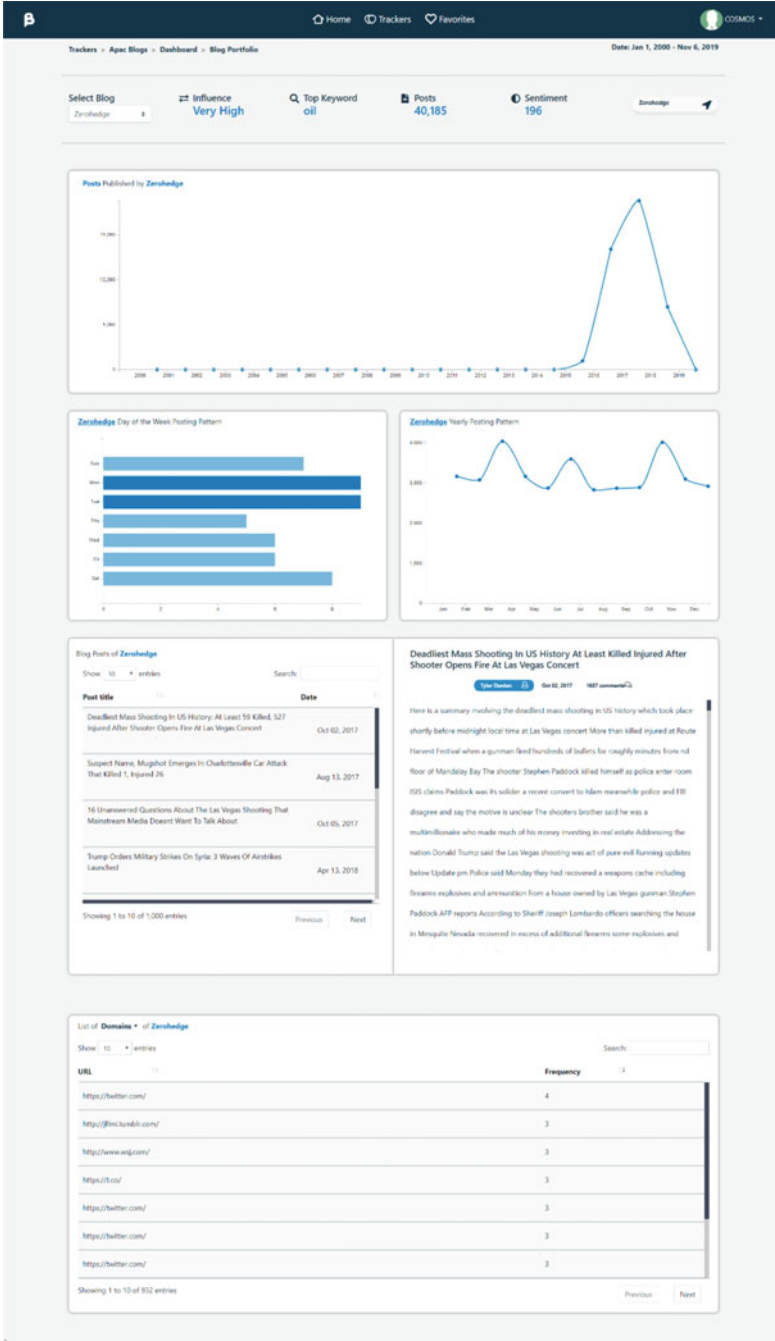 β Home Trackers Favorites COSMOS
Trackers > Apac Blogs > Dashboard > Blog Portfolio Date: Jan 1, 2000 - Nov 6, 2019
Select Blog Influence Top Keyword Posts Sentiment
Zerohedge Very High oil 40,185 196 Zerohedge
Posts Published by Zerohedge
15,000
10,000
5,000
0
2000 2001 2002 2003 2004 2005 2006 2007 2008 2009 2010 2011 2012 2013 2014 2015 2016 2017 2018 2019
Zerohedge Day of the Week Posting Pattern
Sun
Mon
Tue
Thu
Wed
Fri
Sat
0 2 4 6 8
Zerohedge Yearly Posting Pattern
4,000
3,000
2,000
1,000
0
Jan Feb Mar Apr May Jun Jul Aug Sep Oct Nov Dec
Blog Posts of Zerohedge
Show 10 entries Search:
Post title Date
Deadliest Mass Shooting In US History: At Least 59 Killed, 527
Injured After Shooter Opens Fire At Las Vegas Concert Oct 02, 2017
Suspect Name, Mugshot Emerges In Charlottesville Car Attack
That Killed 1, Injured 26 Aug 13, 2017
16 Unanswered Questions About The Las Vegas Shooting That
Mainstream Media Doesnt Want To Talk About Oct 05, 2017
Trump Orders Military Strikes On Syria: 3 Waves Of Airstrikes
Launched Apr 13, 2018
Showing 1 to 10 of 1,000 entries Previous Next
Deadliest Mass Shooting In US History At Least Killed Injured After
Shooter Opens Fire At Las Vegas Concert
Tyler Durden Oct 02, 2017 1687 comments
Here is a summary involving the deadliest mass shooting in US history which took place
shortly before midnight local time at Las Vegas concert More than killed injured at Route
Harvest Festival when a gunman fired hundreds of bullets for roughly minutes from nd
floor of Mandalay Bay The shooter Stephen Paddock killed himself as police enter room
ISIS claims Paddock was its solider a recent convert to Islam meanwhile police and FBI
disagree and say the motive is unclear The shooters brother said he was a
multimillionaire who made much of his money investing in real estate Addressing the
nation Donald Trump said the Las Vegas shooting was act of pure evil Running updates
below Update pm Police said Monday they had recovered a weapons cache including
firearms explosives and ammunition from a house owned by Las Vegas gunman Stephen
Paddock AFP reports According to Sheriff Joseph Lombardo officers searching the house
in Mesquite Nevada recovered in excess of additional firearms some explosives and
List of Domains of Zerohedge
Show 10 entries Search:
URL Frequency
https://twitter.com/ 4
http://jflmi.tumblr.com/ 3
http://www.wsj.com/ 3
https://t.co/ 3
https://twitter.com/ 3
https://twitter.com/ 3
https://twitter.com/ 3
Showing 1 to 10 of 932 entries Previous Next